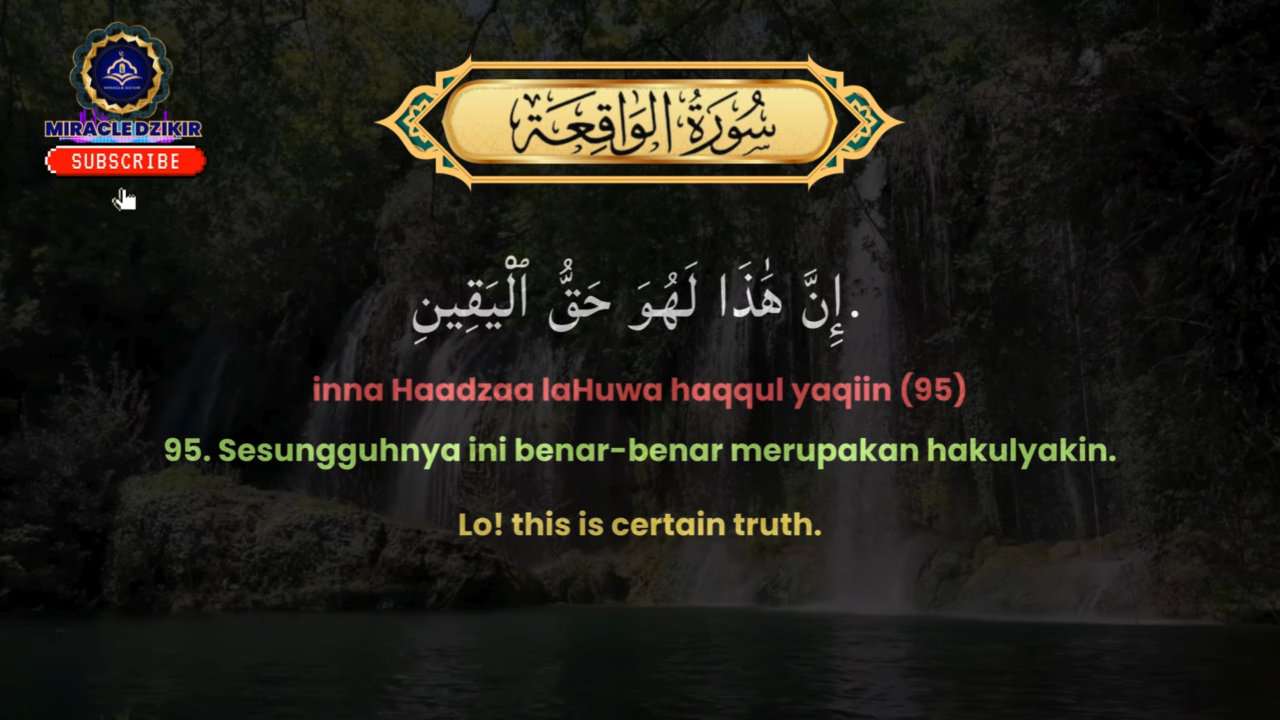 MIRACLE DZIKIR
SUBSCRIBE
سُورَةُ الوَاقِعَة
إِنَّ هَٰذَا لَهُوَ حَقُّ ٱلْيَقِينِ.
inna Haadzaa laHuwa haqqul yaqiin (95)
95. Sesungguhnya ini benar-benar merupakan hakulyakin.
Lo! this is certain truth.